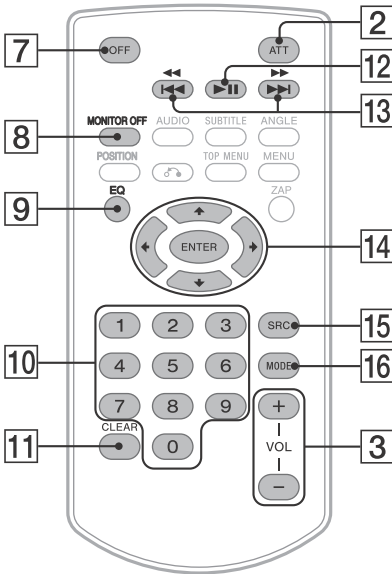 2
7 OFF ATT
12
13
MONITOR OFF AUDIO SUBTITLE ANGLE
8
POSITION TOP MENU MENU
EQ ZAP
9
ENTER 14
1 2 3 SRC 15
10 4 5 6 MODE 16
7 8 9 +
CLEAR
11 0 VOL 3
−